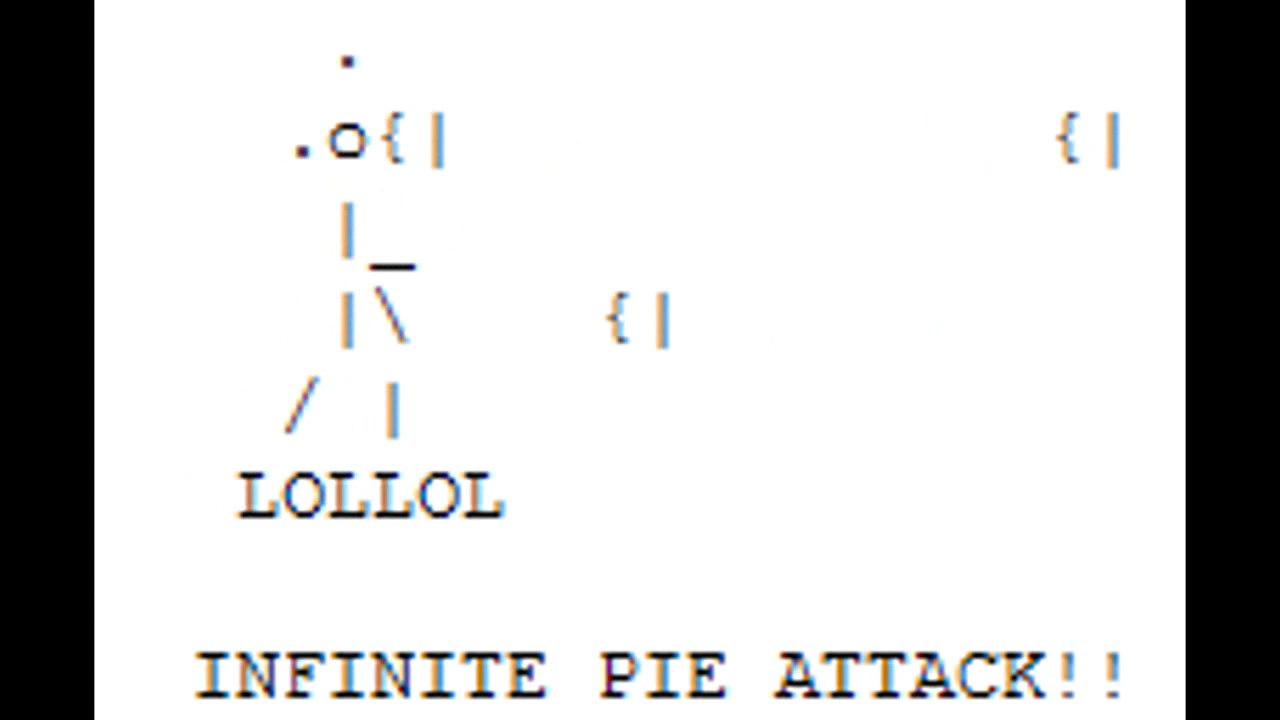 .
.o{| {|
|_
|\ {|
/ |
LOLLOL
INFINITE PIE ATTACK!!